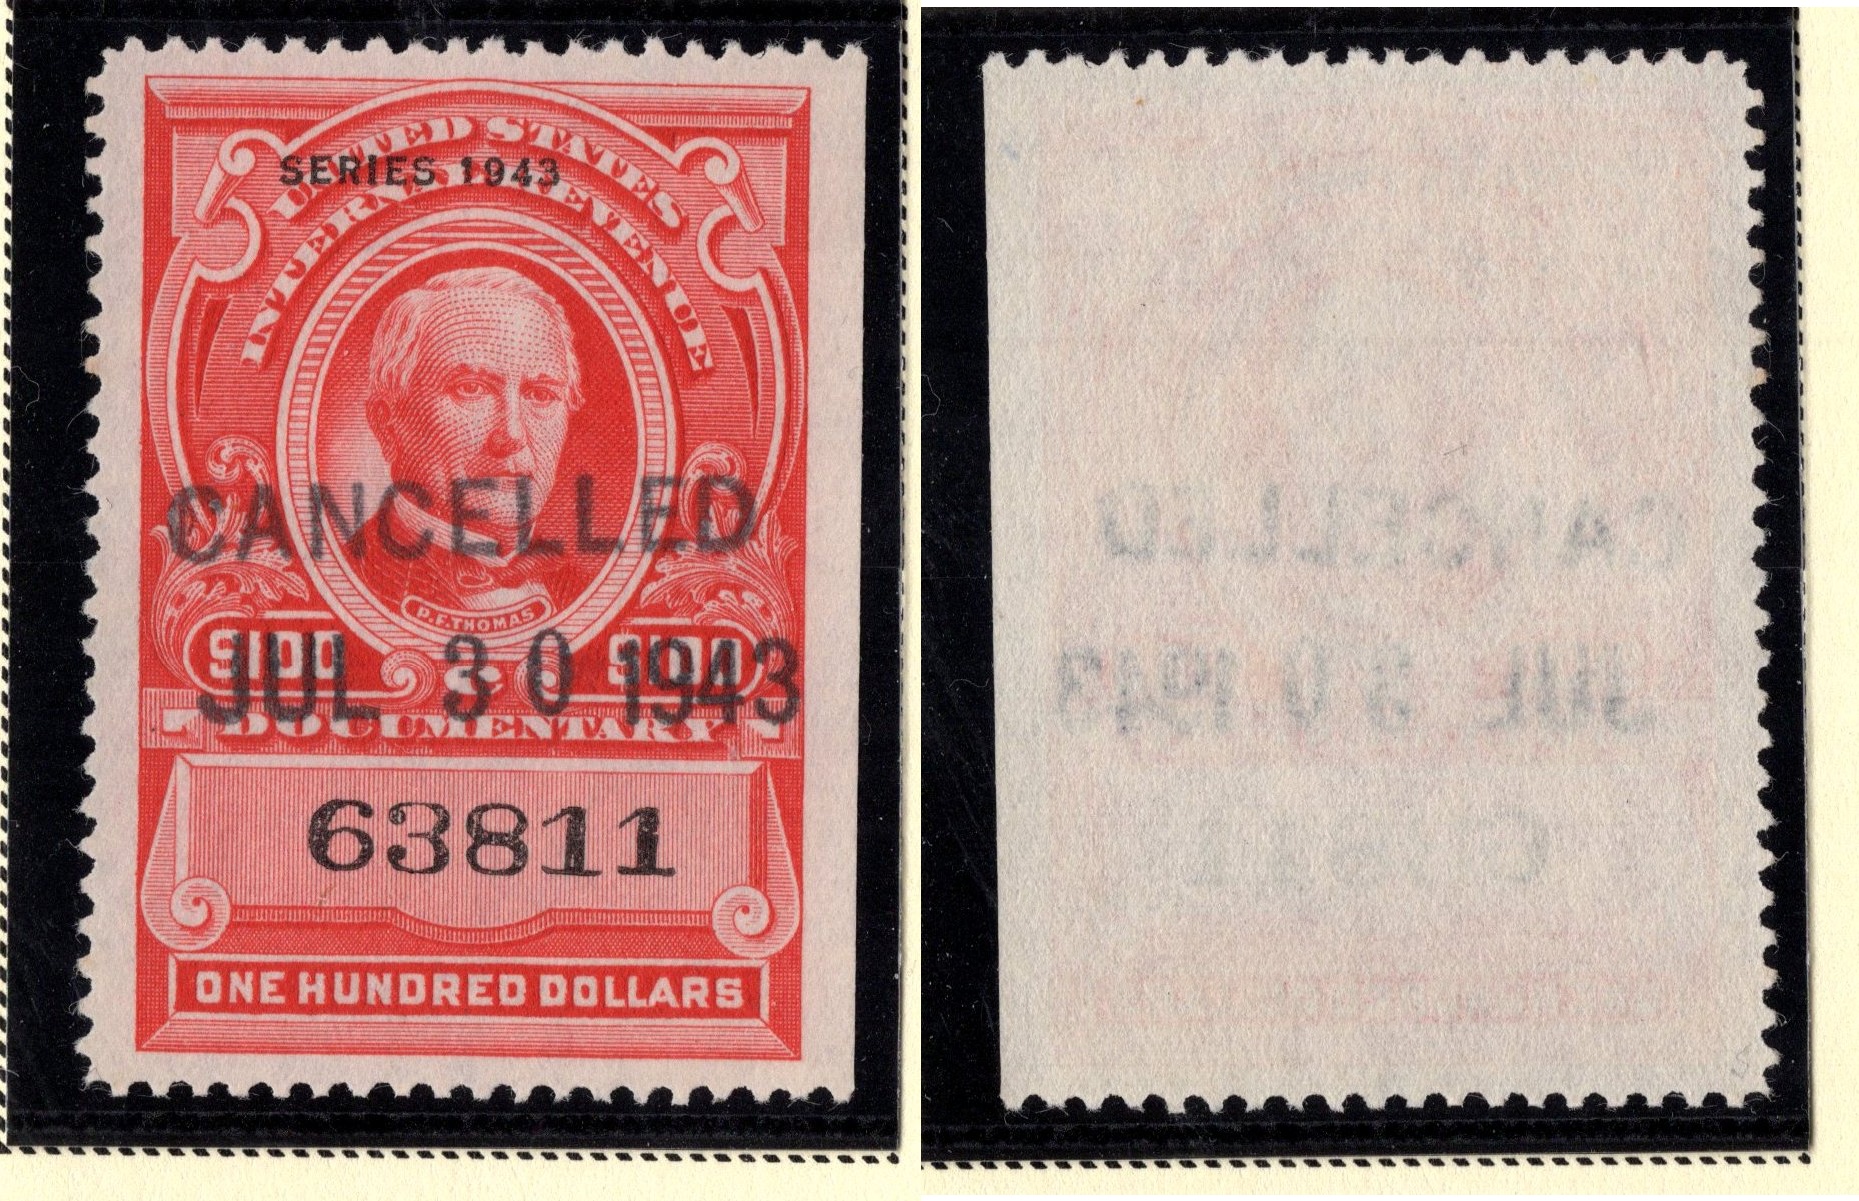 UNITED STATES
SERIES 1943
INTERNAL REVENUE
CANCELLED
P.F. THOMAS
$100 $100
JUL 30 1943
DOCUMENTARY
63811
ONE HUNDRED DOLLARS